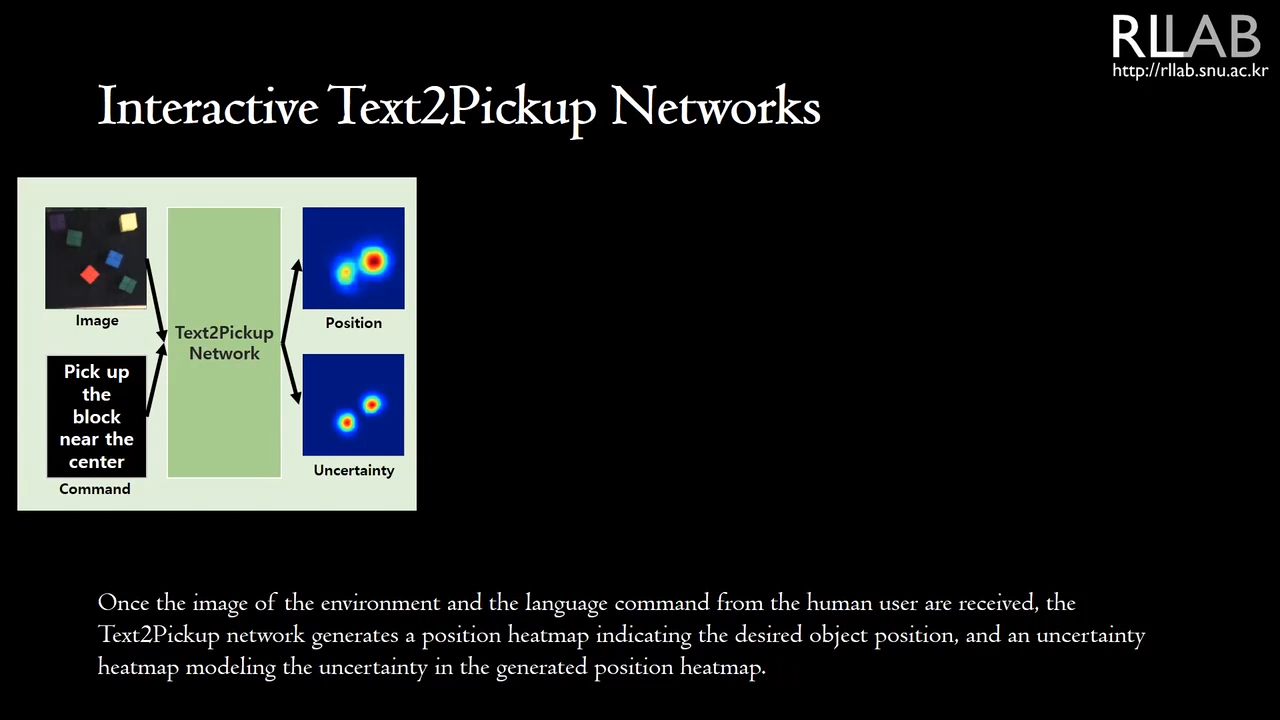 RLLAB
http://rllab.snu.ac.kr
Interactive Text2Pickup Networks
Image
Pick up
the
block
near the
center
Command
Text2Pickup
Network
Position
Uncertainty
Once the image of the environment and the language command from the human user are received, the
Text2Pickup network generates a position heatmap indicating the desired object position, and an uncertainty
heatmap modeling the uncertainty in the generated position heatmap.